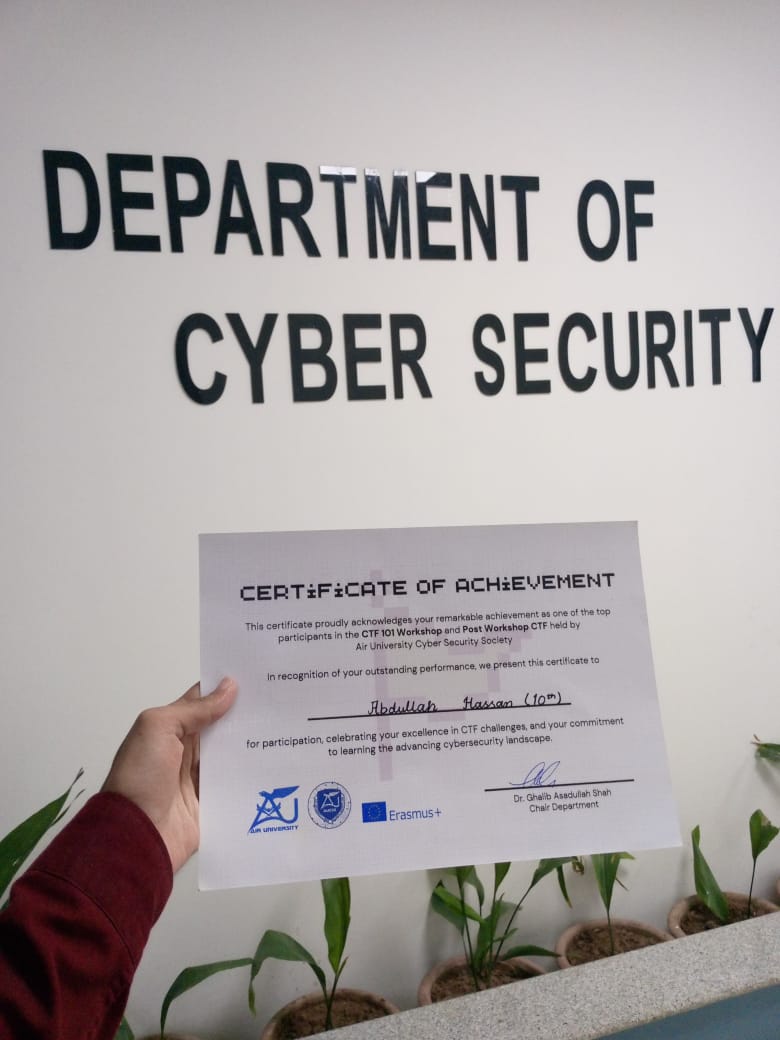 DEPARTMENT OF
CYBER SECURITY
CERTIFICATE OF ACHIEVEMENT
This certificate proudly acknowledges your remarkable achievement as one of the top
participants in the CTF 101 Workshop and Post Workshop CTF held by
Air University Cyber Security Society
In recognition of your outstanding performance, we present this certificate to
Abdullah Hassan (10th)
for participation, celebrating your excellence in CTF challenges, and your commitment
to learning the advancing cybersecurity landscape.
AU
AIR UNIVERSITY
Erasmus+
Dr. Ghalib Asadullah Shah
Chair Department